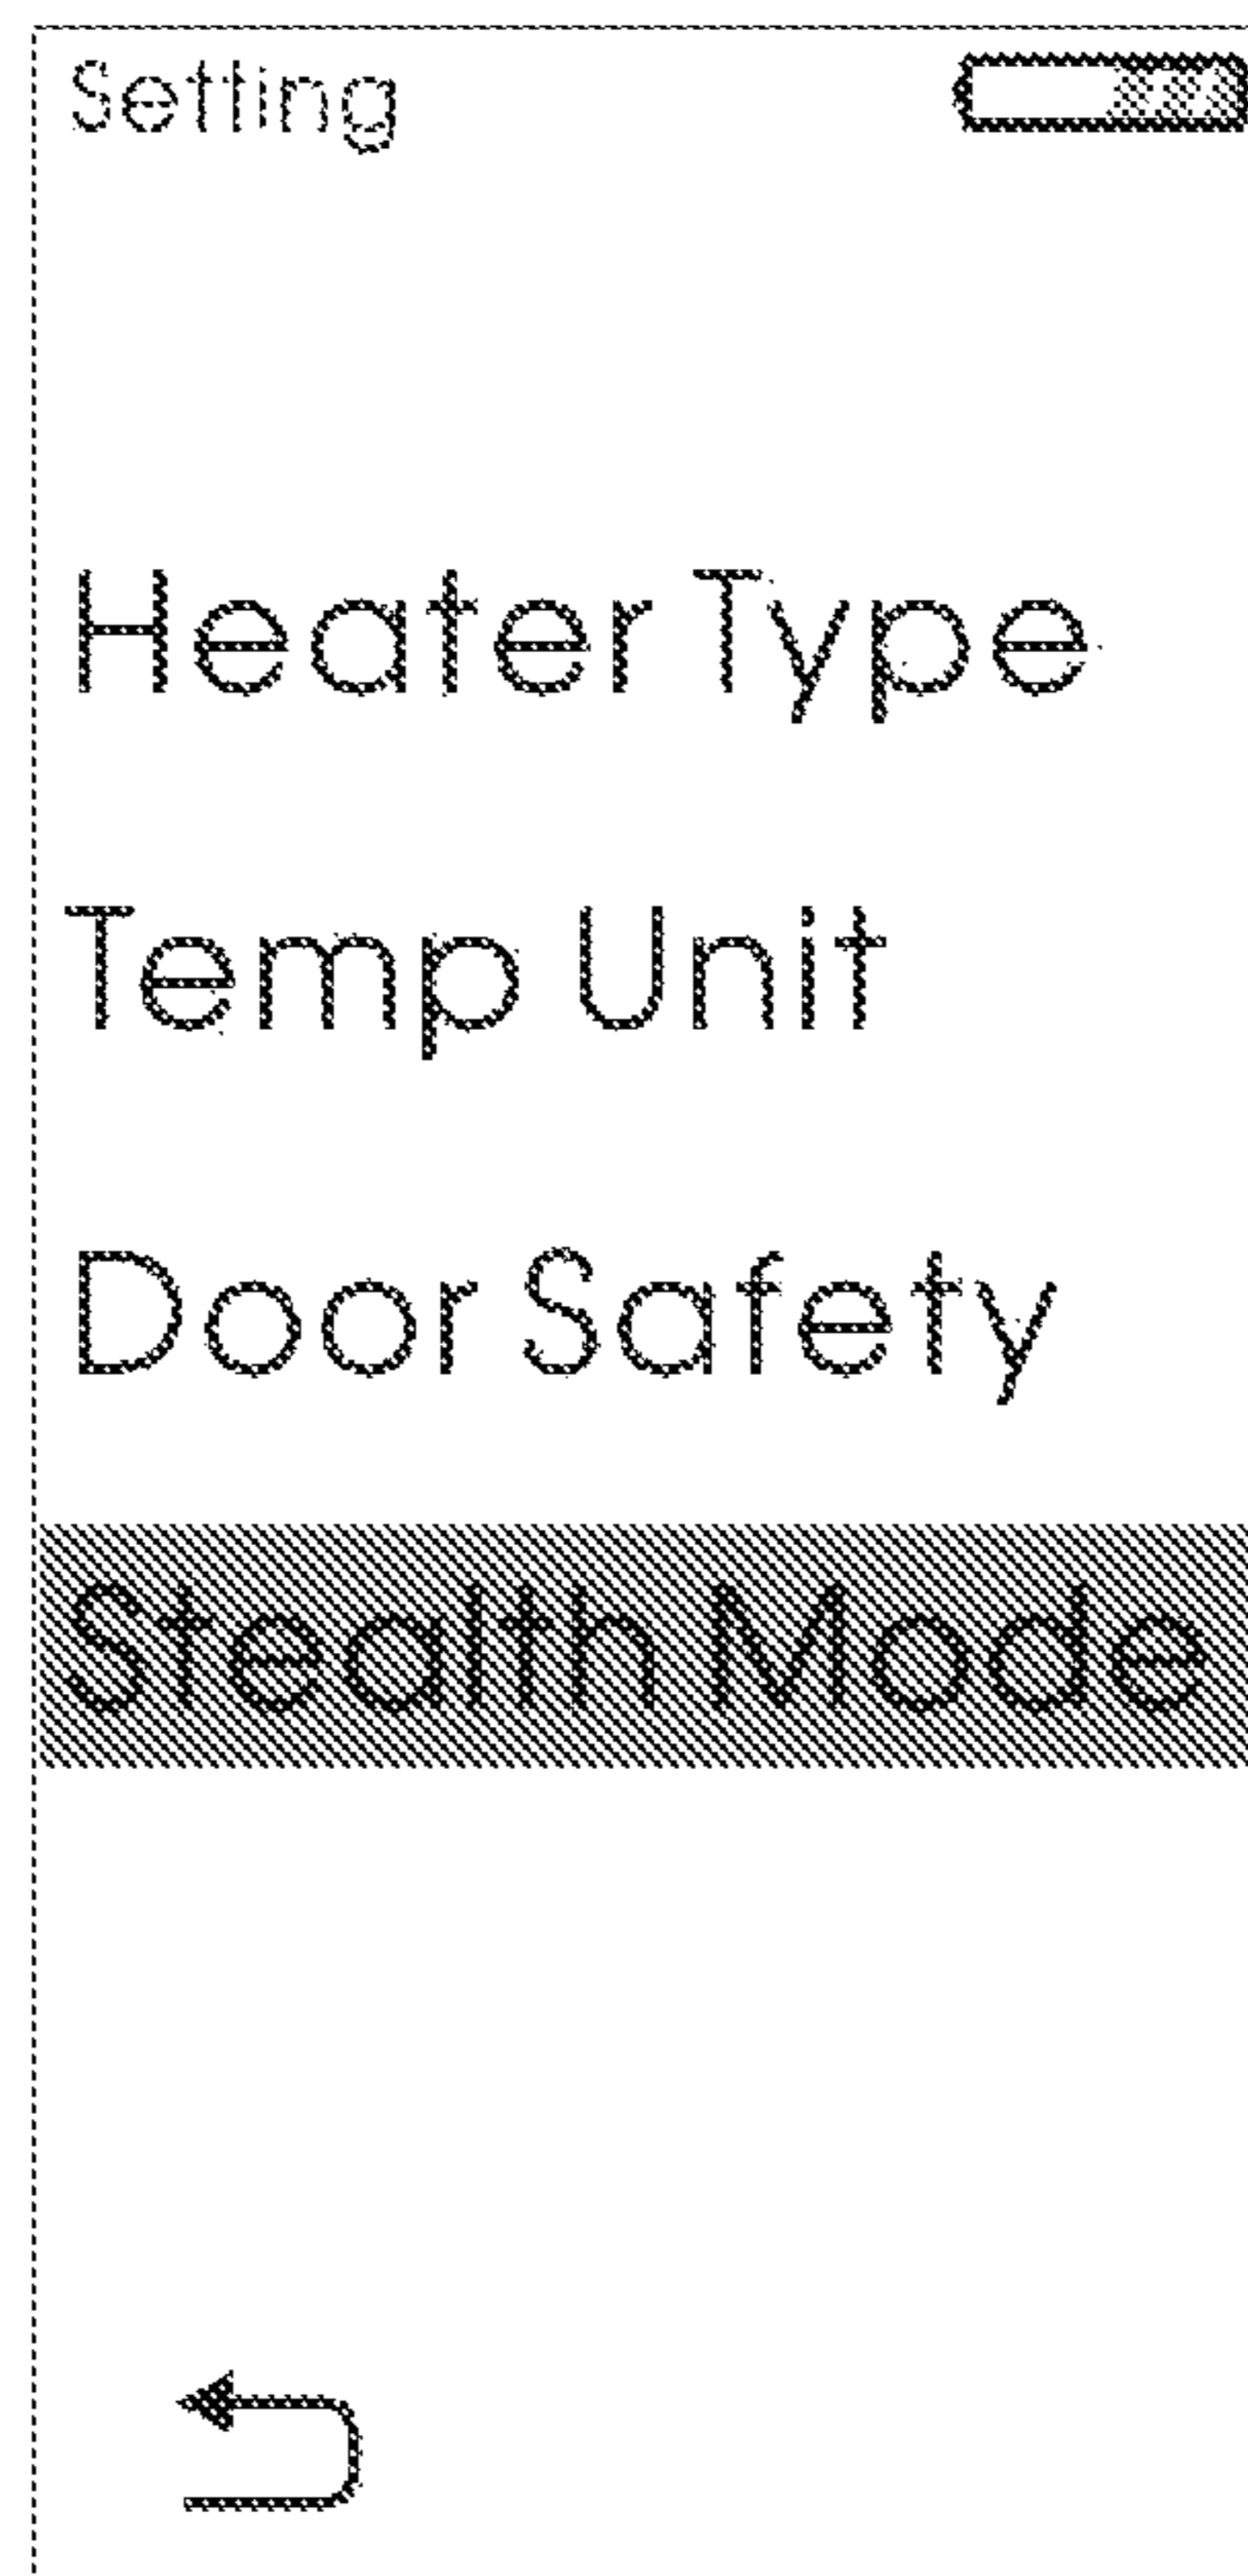 Setting
Heater Type
Temp Unit
Door Safety
Stealth Mode